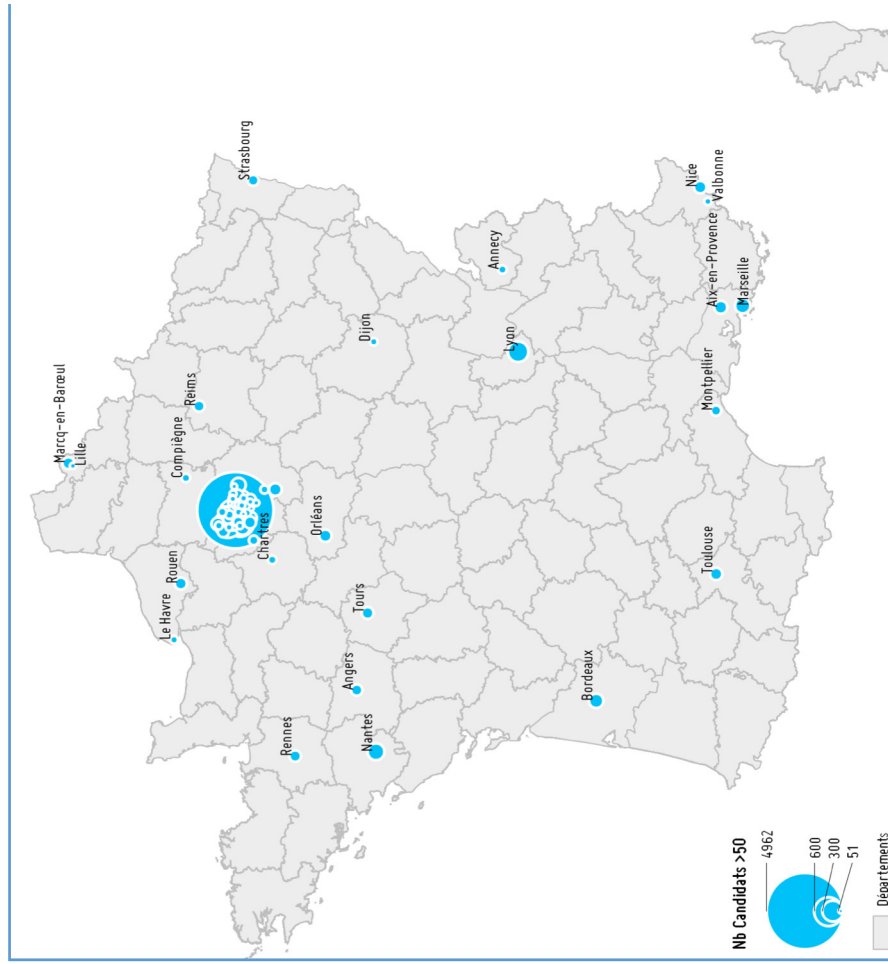 Marcq-en-Barœul
Lille
Strasbourg
Compiègne
Reims
Le Havre
Rouen
Chartres
Orléans
Dijon
Rennes
Angers
Tours
Nantes
Annecy
Lyon
Bordeaux
Nice
Valbonne
Aix-en-Provence
Marseille
Montpellier
Toulouse
Nb Candidats >50
4962
600
300
51
Départements